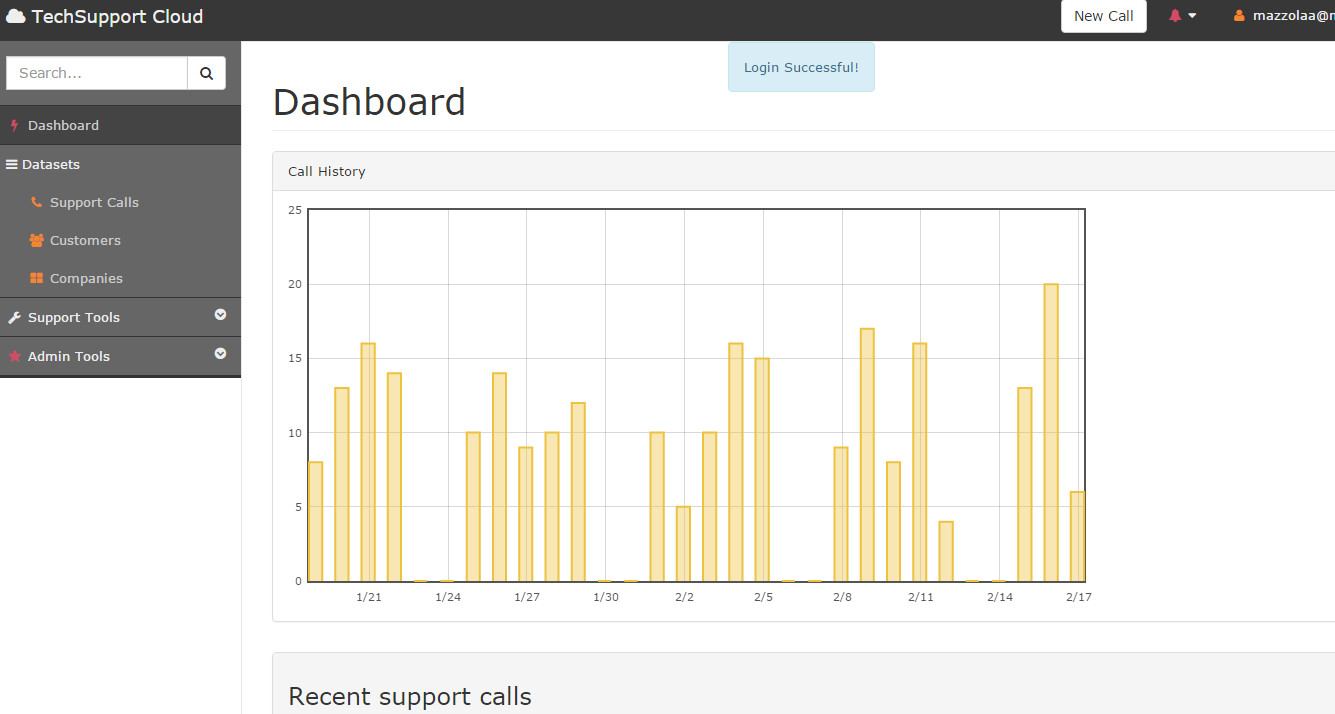 TechSupport Cloud
New Call
mazzolaa@
Search...
Login Successful!
Dashboard
Dashboard
Datasets
Support Calls
Customers
Companies
Support Tools
Admin Tools
Call History
25
20
15
10
5
0
1/21 1/24 1/27 1/30 2/2 2/5 2/8 2/11 2/14 2/17
Recent support calls